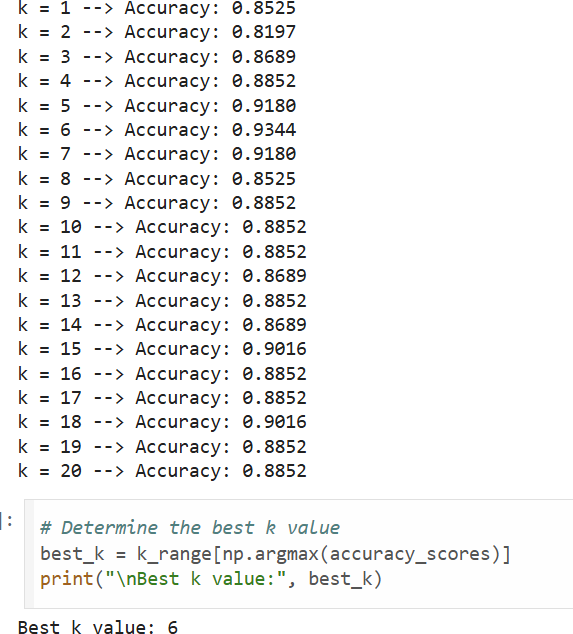 k = 1 --> Accuracy: 0.8525
k = 2 --> Accuracy: 0.8197
k = 3 --> Accuracy: 0.8689
k = 4 --> Accuracy: 0.8852
k = 5 --> Accuracy: 0.9180
k = 6 --> Accuracy: 0.9344
k = 7 --> Accuracy: 0.9180
k = 8 --> Accuracy: 0.8525
k = 9 --> Accuracy: 0.8852
k = 10 --> Accuracy: 0.8852
k = 11 --> Accuracy: 0.8852
k = 12 --> Accuracy: 0.8689
k = 13 --> Accuracy: 0.8852
k = 14 --> Accuracy: 0.8689
k = 15 --> Accuracy: 0.9016
k = 16 --> Accuracy: 0.8852
k = 17 --> Accuracy: 0.8852
k = 18 --> Accuracy: 0.9016
k = 19 --> Accuracy: 0.8852
k = 20 --> Accuracy: 0.8852
]:
# Determine the best k value
best_k = k_range[np.argmax(accuracy_scores)]
print("\nBest k value:", best_k)
Best k value: 6